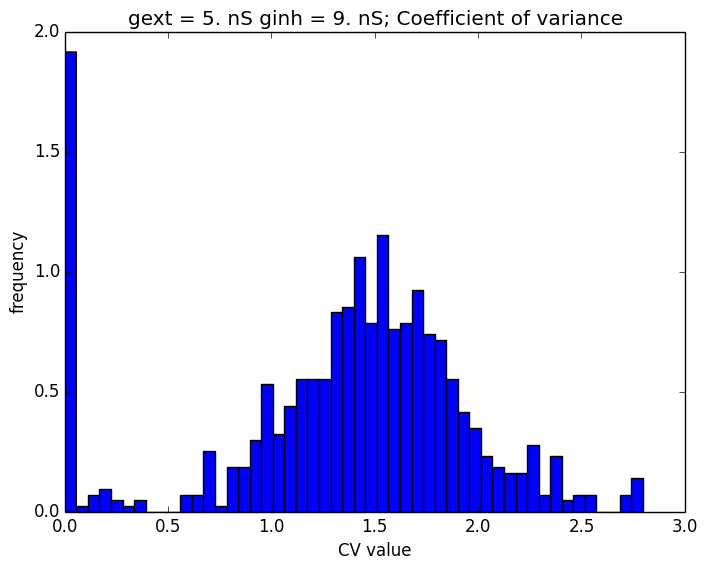 gext = 5. nS ginh = 9. nS; Coefficient of variance
2.0
1.5
1.0
0.5
0.0
frequency
0.0 0.5 1.0 1.5 2.0 2.5 3.0
CV value